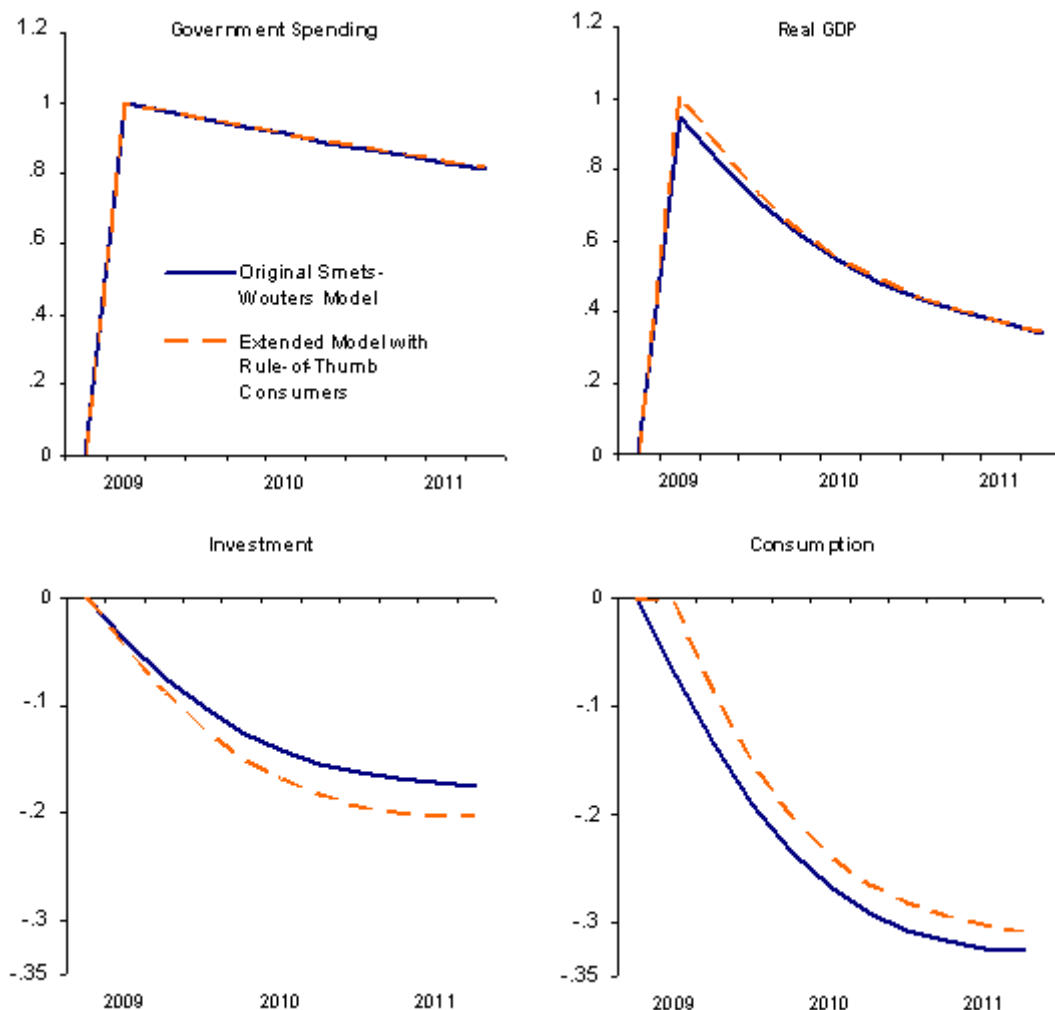 Government Spending
1.2
1
.8
.6
.4
.2
0
Original Smets-
Wouters Model
Extended Model with
Rule-of-Thumb
Consumers
2009 2010 2011
Real GDP
1.2
1
.8
.6
.4
.2
0
2009 2010 2011
Investment
0
-.1
-.2
-.3
-.35
2009 2010 2011
Consumption
0
-.1
-.2
-.3
-.35
2009 2010 2011